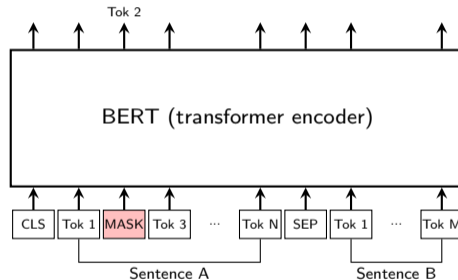 Tok 2
BERT (transformer encoder)
CLS Tok 1 MASK Tok 3 ... Tok N SEP Tok 1 ... Tok M
Sentence A Sentence B